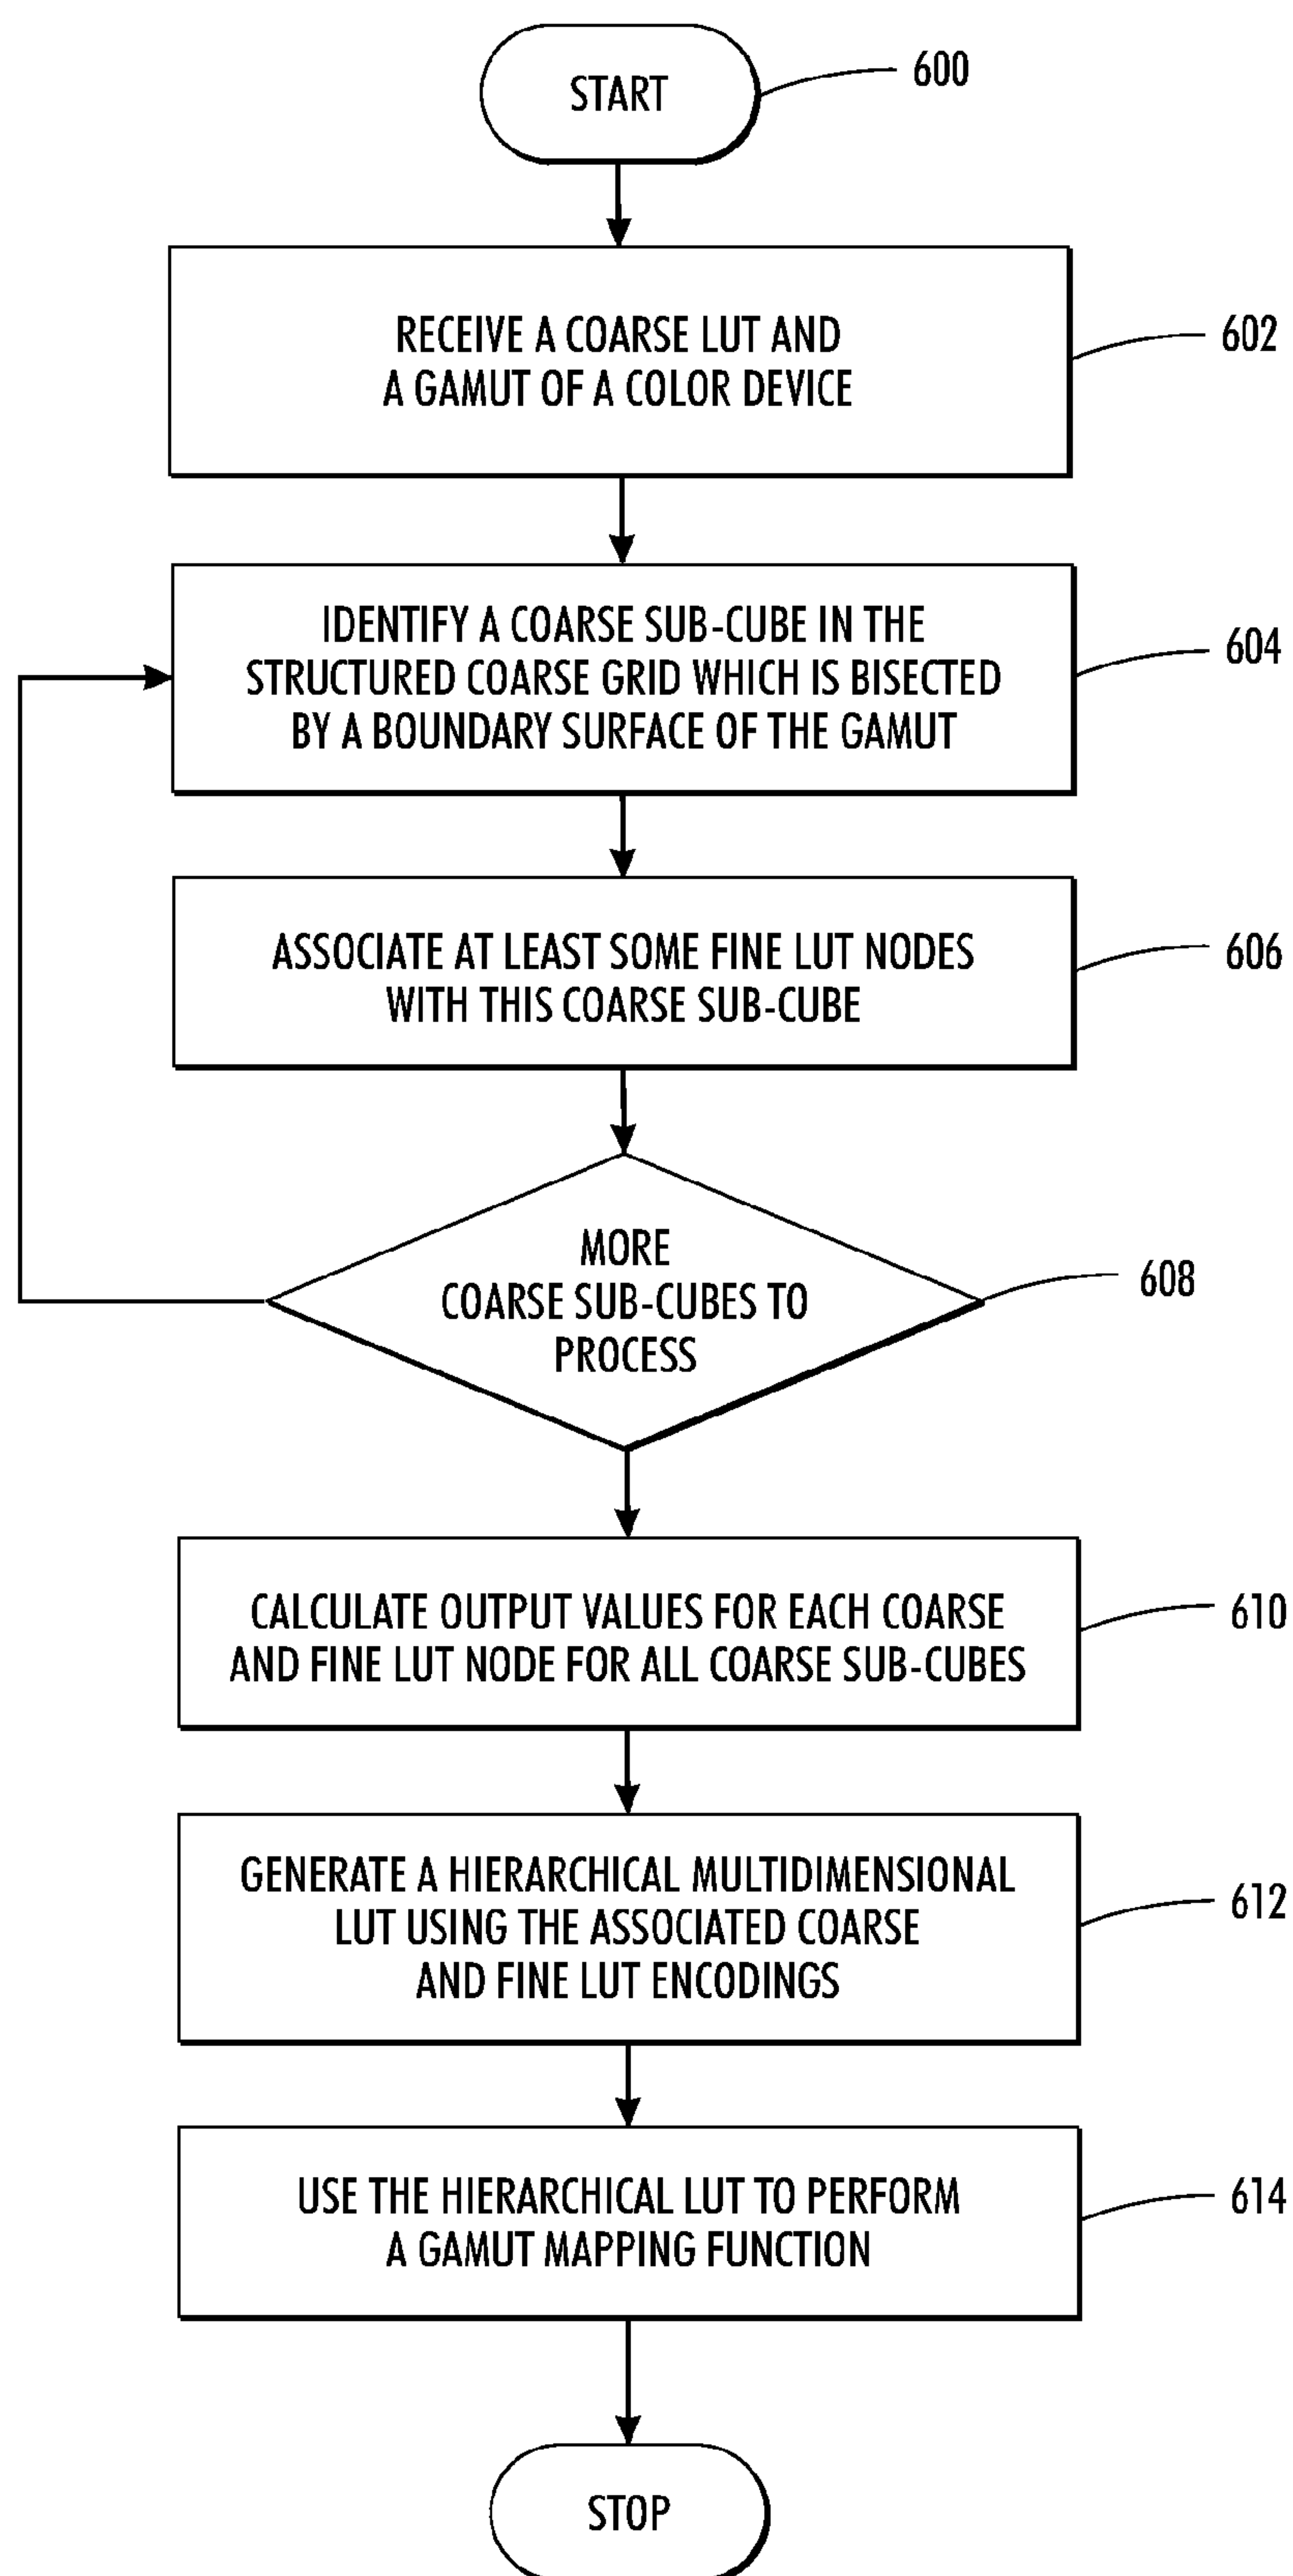 START
600
RECEIVE A COARSE LUT AND
A GAMUT OF A COLOR DEVICE
602
IDENTIFY A COARSE SUB-CUBE IN THE
STRUCTURED COARSE GRID WHICH IS BISECTED
BY A BOUNDARY SURFACE OF THE GAMUT
604
ASSOCIATE AT LEAST SOME FINE LUT NODES
WITH THIS COARSE SUB-CUBE
606
MORE
COARSE SUB-CUBES TO
PROCESS
608
CALCULATE OUTPUT VALUES FOR EACH COARSE
AND FINE LUT NODE FOR ALL COARSE SUB-CUBES
610
GENERATE A HIERARCHICAL MULTIDIMENSIONAL
LUT USING THE ASSOCIATED COARSE
AND FINE LUT ENCODINGS
612
USE THE HIERARCHICAL LUT TO PERFORM
A GAMUT MAPPING FUNCTION
614
STOP